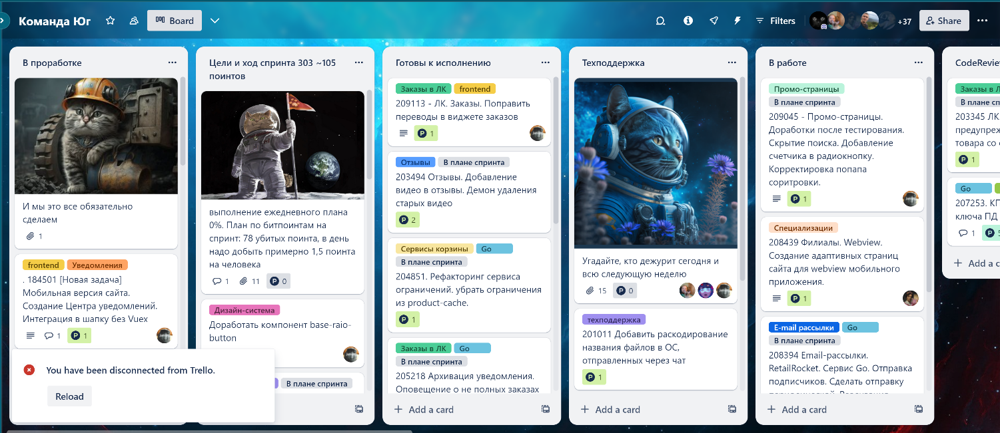 Команда Юг
Board
Filters
+37
Share
В проработке
И мы это все обязательно
сделаем
1
frontend
Уведомления
. 184501 [Новая задача]
Мобильная версия сайта.
Создание Центра уведомлений.
Интеграция в шапку без Vuex
1
P 1
You have been disconnected from Trello.
Reload
Цели и ход спринта 303 ~105
поинтов
выполнение ежедневного плана
0%. План по битпоинтам на
спринт: 78 убитых поинта, в день
надо добыть примерно 1,5 поинта
на человека
1
11
P 0
Дизайн-система
Доработать компонент base-raio-
button
В плане спринта
Готовы к исполнению
Заказы в ЛК
frontend
209113 - ЛК. Заказы. Поправить
переводы в виджете заказов
P 1
Отзывы
В плане спринта
203494 Отзывы. Добавление
видео в отзывы. Демон удаления
старых видео
P 2
Сервисы корзины
Go
В плане спринта
204851. Рефакторинг сервиса
ограничений. убрать ограничения
из product-cache.
P 1
Заказы в ЛК
Go
В плане спринта
205218 Архивация уведомления.
Оповещение о не полных заказах
+ Add a card
Техподдержка
Угадайте, кто дежурит сегодня и
всю следующую неделю
15
P 0
техподдержка
201011 Добавить раскодирование
названия файлов в ОС,
отправленных через чат
P 1
+ Add a card
В работе
Промо-страницы
В плане спринта
209045 - Промо-страницы.
Доработки после тестирования.
Скрытие поиска. Добавление
счетчика в радиокнопку.
Корректировка попапа
соритровки.
P 1
Специализации
208439 Филиалы. Webview.
Создание адаптивных страниц
сайта для webview мобильного
приложения.
P 1
E-mail рассылки
Go
В плане спринта
208394 Email-рассылки.
RetailRocket. Сервис Go. Отправка
подписчиков. Сделать отправку
+ Add a card
CodeRevie
Заказы в Л
В плане сп
203345 ЛК
предупреж
товара со
P 1
Go
207253. КГ
ключа ПД
1
P
+ Add a c